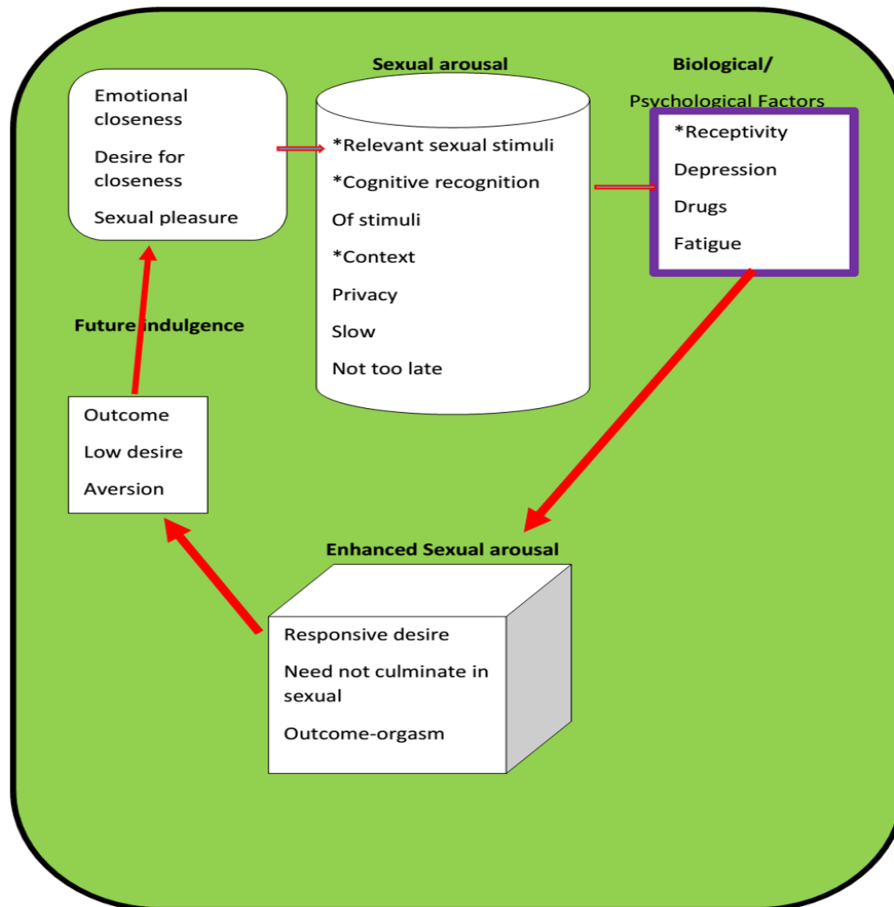 Emotional
closeness
Desire for
closeness
Sexual pleasure
Sexual arousal
*Relevant sexual stimuli
*Cognitive recognition
Of stimuli
*Context
Privacy
Slow
Not too late
Biological/
Psychological Factors
*Receptivity
Depression
Drugs
Fatigue
Future indulgence
Outcome
Low desire
Aversion
Enhanced Sexual arousal
Responsive desire
Need not culminate in
sexual
Outcome-orgasm